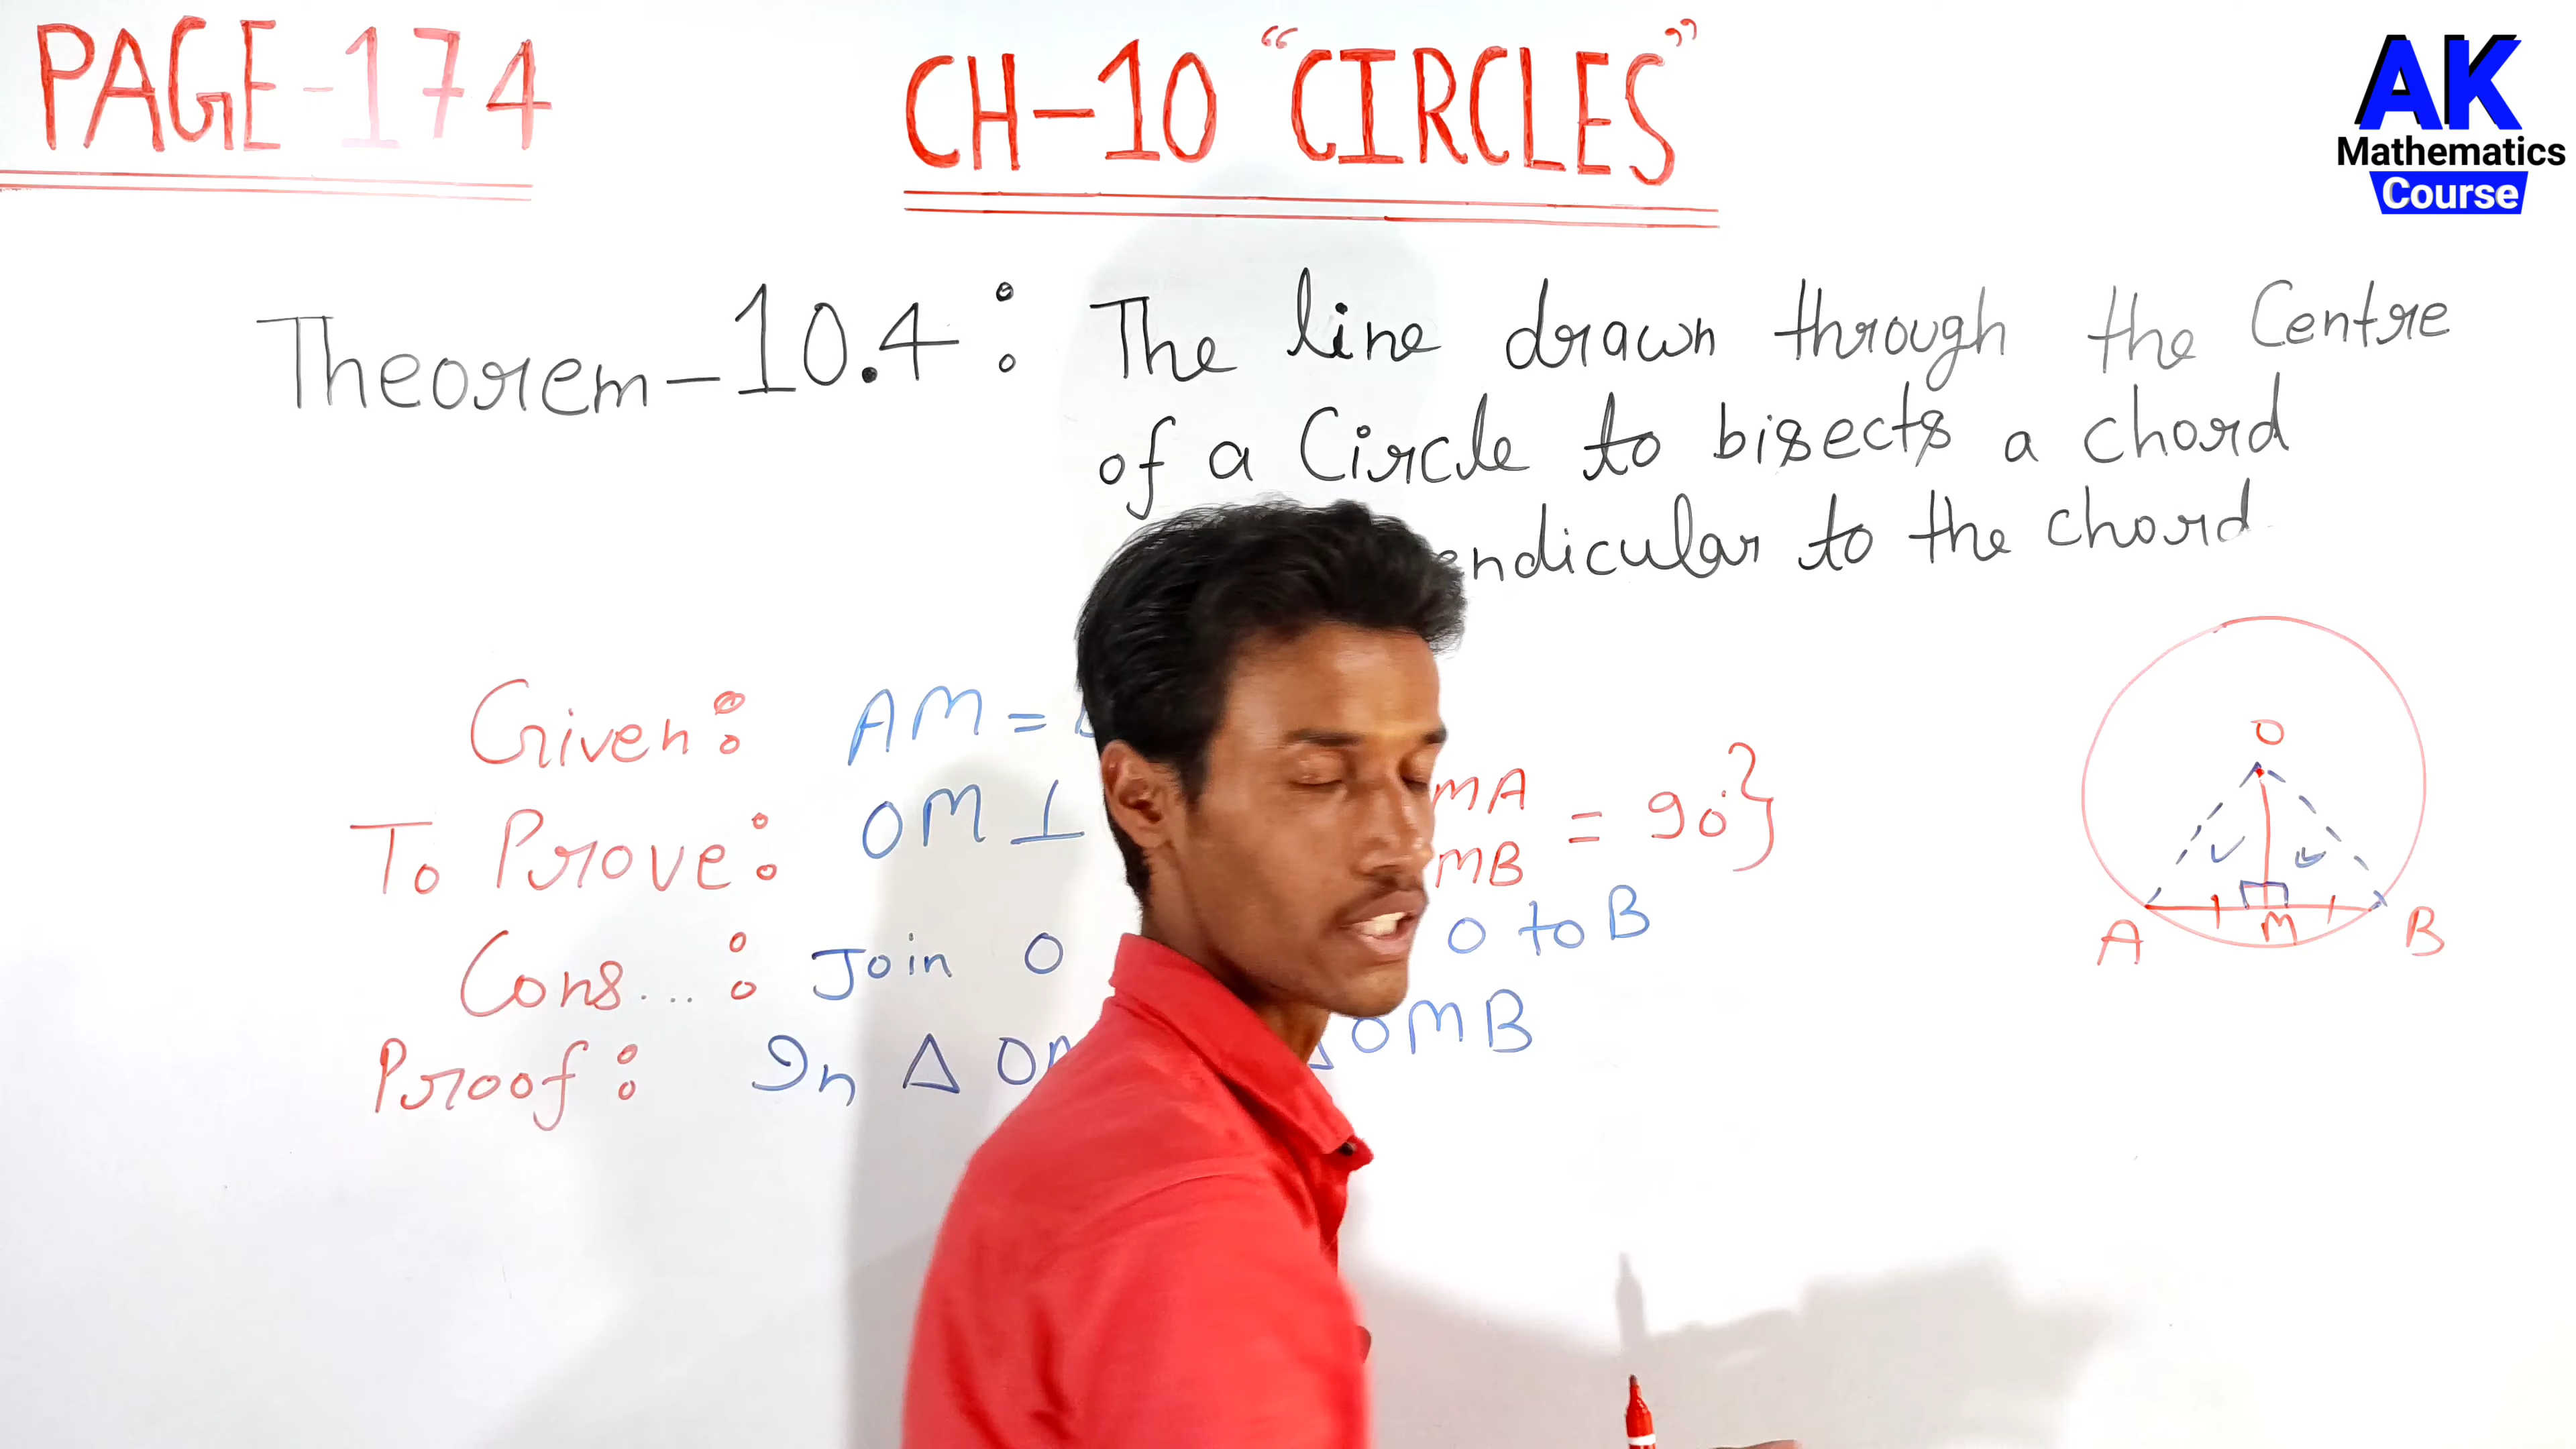 PAGE-174
CH-10 "CIRCLES"
AK
Mathematics
Course
Theorem-10.4: The line drawn through the Centre
of a Circle to bisects a chord
endicular to the chord
Given: AM =
To Prove: OM ⊥ MA
MB = 90°}
Cons...: Join O O to B
Proof: In Δ O ΔOMB
O
A M B